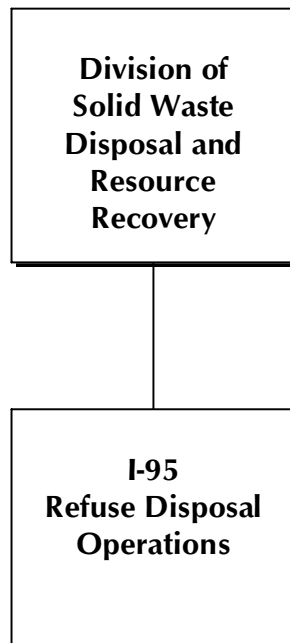 Division of
Solid Waste
Disposal and
Resource
Recovery
I-95
Refuse Disposal
Operations